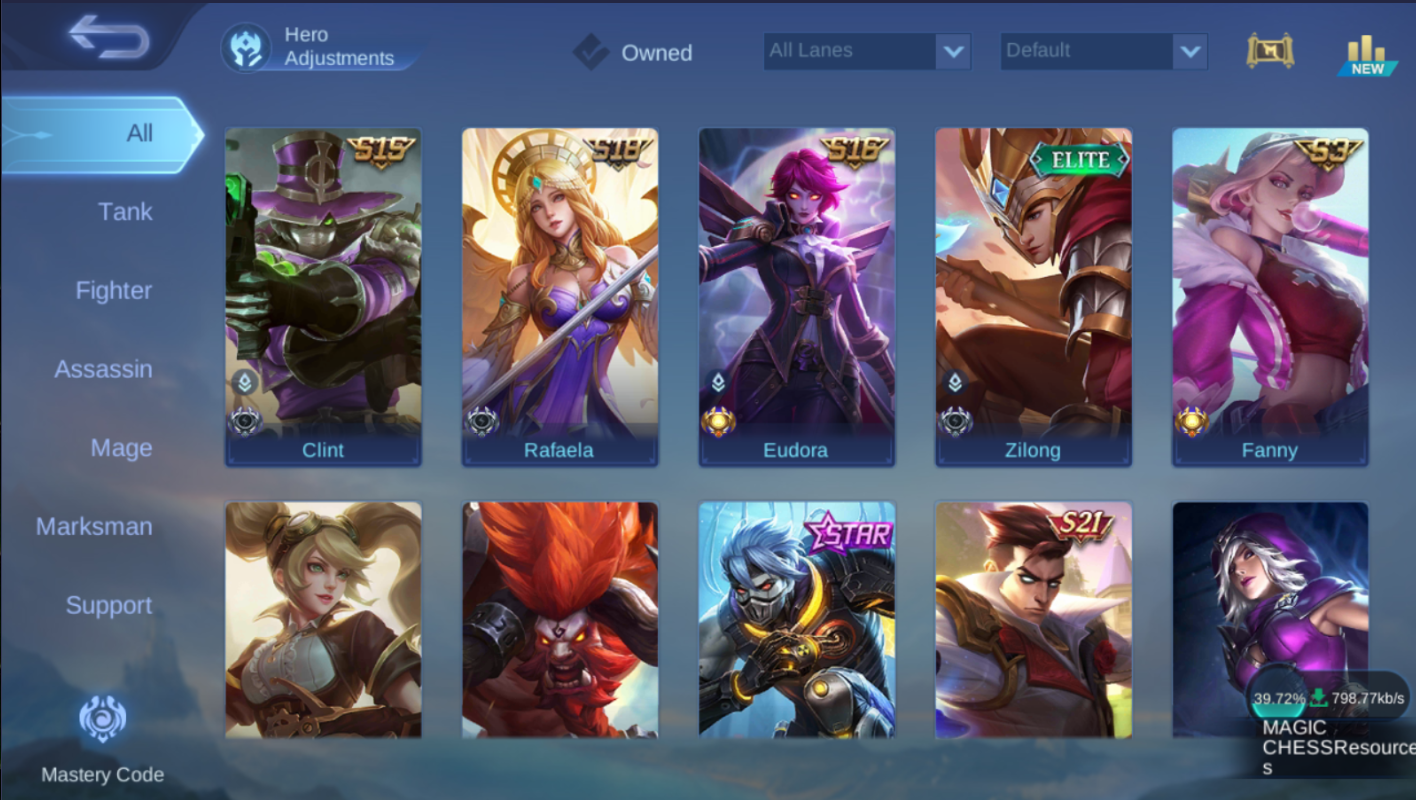 Hero
Adjustments
Owned
All Lanes
Default
NEW
All
Tank
Fighter
Assassin
Mage
Marksman
Support
Mastery Code
S15
Clint
S18
Rafaela
S16
Eudora
ELITE
Zilong
S3
Fanny
STAR
S21
39.72%
798.77kb/s
MAGIC
CHESSResource
s